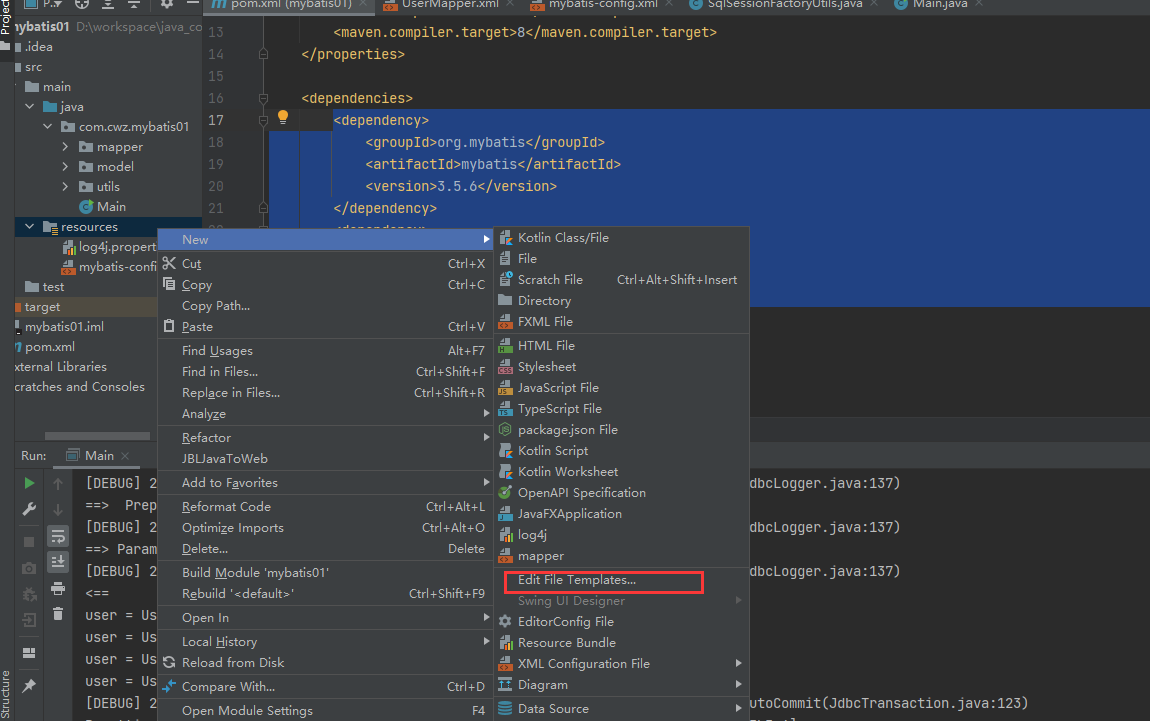 Project
P...
pom.xml (mybatis01)
UserMapper.xml
mybatis-config.xml
SqlSessionFactoryUtils.java
Main.java
mybatis01 D:\workspace\java_co
.idea
src
main
java
com.cwz.mybatis01
mapper
model
utils
Main
resources
log4j.propert
mybatis-confi
test
target
mybatis01.iml
pom.xml
xternal Libraries
cratches and Consoles
13 <maven.compiler.target>8</maven.compiler.target>
14 </properties>
15
16 <dependencies>
17 <dependency>
18 <groupId>org.mybatis</groupId>
19 <artifactId>mybatis</artifactId>
20 <version>3.5.6</version>
21 </dependency>
New
Cut Ctrl+X
Copy Ctrl+C
Copy Path...
Paste Ctrl+V
Find Usages Alt+F7
Find in Files... Ctrl+Shift+F
Replace in Files... Ctrl+Shift+R
Analyze
Refactor
JBLJavaToWeb
Add to Favorites
Reformat Code Ctrl+Alt+L
Optimize Imports Ctrl+Alt+O
Delete... Delete
Build Module 'mybatis01'
Rebuild '<default>' Ctrl+Shift+F9
Open In
Local History
Reload from Disk
Compare With... Ctrl+D
Open Module Settings F4
Kotlin Class/File
File
Scratch File Ctrl+Alt+Shift+Insert
Directory
FXML File
HTML File
Stylesheet
JavaScript File
TypeScript File
package.json File
Kotlin Script
Kotlin Worksheet
OpenAPI Specification
JavaFXApplication
log4j
mapper
Edit File Templates...
Swing UI Designer
EditorConfig File
Resource Bundle
XML Configuration File
Diagram
Data Source
Run: Main
[DEBUG] 2
dbcLogger.java:137)
==> Prep
[DEBUG] 2
dbcLogger.java:137)
==> Param
[DEBUG] 2
dbcLogger.java:137)
<==
user = Us
user = Us
user = Us
user = Us
[DEBUG] 2
utoCommit(JdbcTransaction.java:123)
Structure